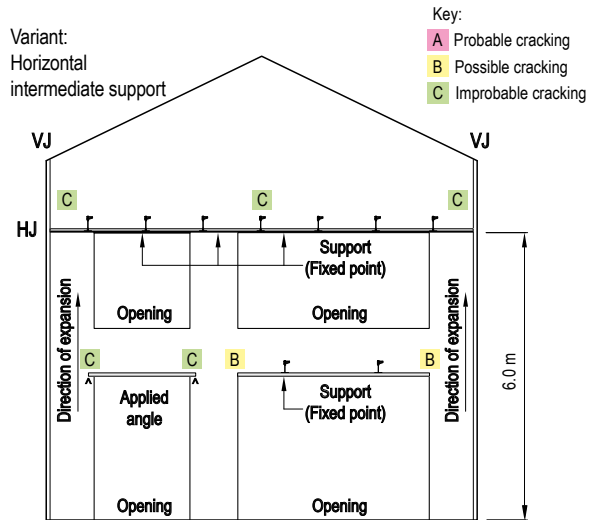 Variant:
Horizontal
intermediate support
Key:
A Probable cracking
B Possible cracking
C Improbable cracking
VJ
VJ
C
C
C
HJ
Support
(Fixed point)
Opening
Opening
Direction of expansion
Direction of expansion
6.0 m
C
C
B
B
Applied
angle
Support
(Fixed point)
Opening
Opening